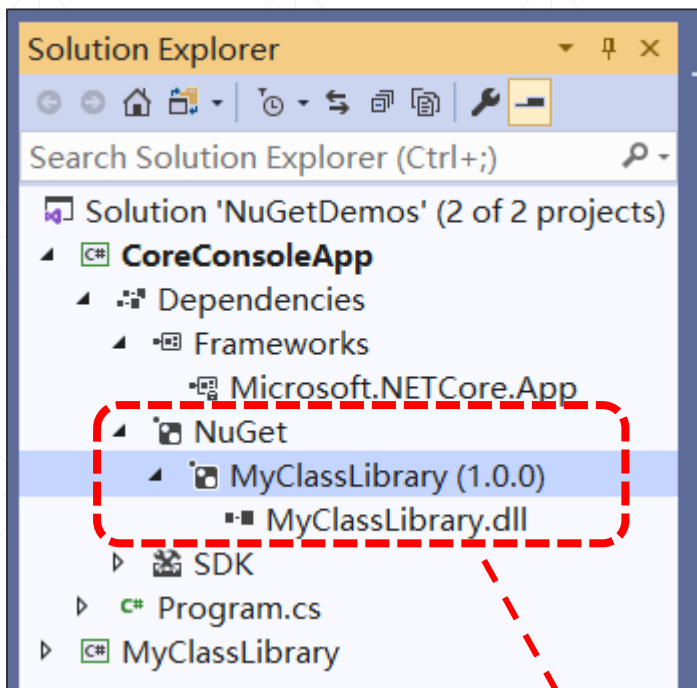 Solution Explorer
Search Solution Explorer (Ctrl+;)
Solution 'NuGetDemos' (2 of 2 projects)
C# CoreConsoleApp
Dependencies
Frameworks
Microsoft.NETCore.App
NuGet
MyClassLibrary (1.0.0)
MyClassLibrary.dll
SDK
C# Program.cs
C# MyClassLibrary